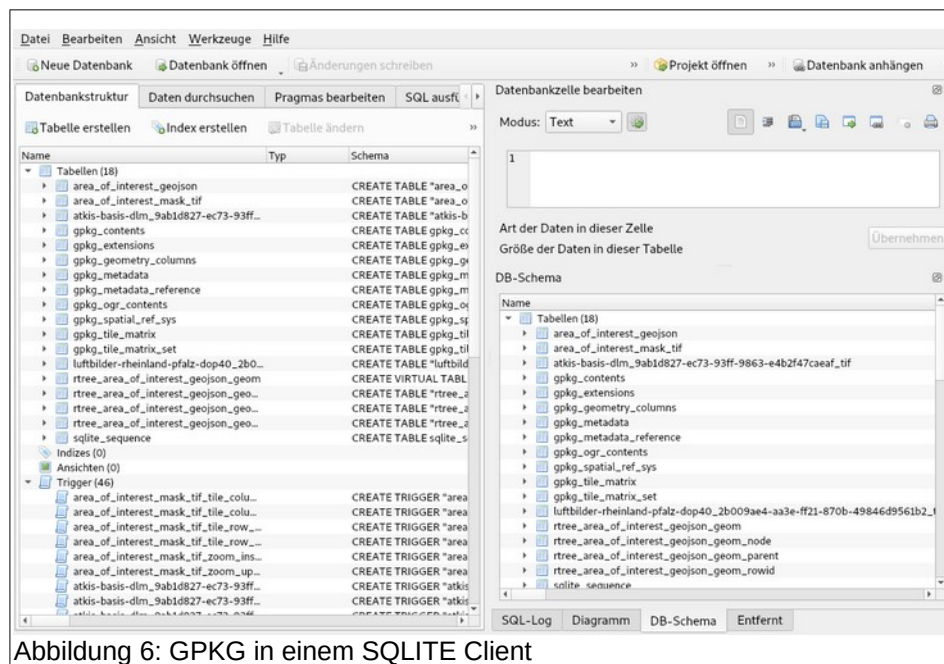 Datei Bearbeiten Ansicht Werkzeuge Hilfe
Neue Datenbank Datenbank öffnen Änderungen schreiben » Projekt öffnen » Datenbank anhängen
Datenbankstruktur Daten durchsuchen Pragmas bearbeiten SQL ausfü
Tabelle erstellen Index erstellen Tabelle ändern »
Name Typ Schema
Tabellen (18)
area_of_interest_geojson CREATE TABLE "area_o
area_of_interest_mask_tif CREATE TABLE "area_o
atkis-basis-dlm_9ab1d827-ec73-93ff... CREATE TABLE "atkis-b
gpkg_contents CREATE TABLE gpkg_co
gpkg_extensions CREATE TABLE gpkg_ex
gpkg_geometry_columns CREATE TABLE gpkg_ge
gpkg_metadata CREATE TABLE gpkg_m
gpkg_metadata_reference CREATE TABLE gpkg_m
gpkg_ogr_contents CREATE TABLE gpkg_og
gpkg_spatial_ref_sys CREATE TABLE gpkg_sp
gpkg_tile_matrix CREATE TABLE gpkg_til
gpkg_tile_matrix_set CREATE TABLE gpkg_til
luftbilder-rheinland-pfalz-dop40_2b0... CREATE TABLE "luftbild
rtree_area_of_interest_geojson_geom CREATE VIRTUAL TABL
rtree_area_of_interest_geojson_geo... CREATE TABLE "rtree_a
rtree_area_of_interest_geojson_geo... CREATE TABLE "rtree_a
rtree_area_of_interest_geojson_geo... CREATE TABLE "rtree_a
sqlite_sequence CREATE TABLE sqlite_s
Indizes (0)
Ansichten (0)
Trigger (46)
area_of_interest_mask_tif_tile_colu... CREATE TRIGGER "area
area_of_interest_mask_tif_tile_colu... CREATE TRIGGER "area
area_of_interest_mask_tif_tile_row_... CREATE TRIGGER "area
area_of_interest_mask_tif_tile_row_... CREATE TRIGGER "area
area_of_interest_mask_tif_zoom_ins... CREATE TRIGGER "area
area_of_interest_mask_tif_zoom_up... CREATE TRIGGER "area
atkis-basis-dlm_9ab1d827-ec73-93ff... CREATE TRIGGER "atkis
atkis-basis-dlm_9ab1d827-ec73-93ff... CREATE TRIGGER "atkis
Datenbankzelle bearbeiten
Modus: Text
1
Art der Daten in dieser Zelle
Größe der Daten in dieser Tabelle
Übernehmen
DB-Schema
Name
Tabellen (18)
area_of_interest_geojson
area_of_interest_mask_tif
atkis-basis-dlm_9ab1d827-ec73-93ff-9863-e4b2f47caeaf_tif
gpkg_contents
gpkg_extensions
gpkg_geometry_columns
gpkg_metadata
gpkg_metadata_reference
gpkg_ogr_contents
gpkg_spatial_ref_sys
gpkg_tile_matrix
gpkg_tile_matrix_set
luftbilder-rheinland-pfalz-dop40_2b009ae4-aa3e-ff21-870b-49846d9561b2_t
rtree_area_of_interest_geojson_geom
rtree_area_of_interest_geojson_geom_node
rtree_area_of_interest_geojson_geom_parent
rtree_area_of_interest_geojson_geom_rowid
sqlite_sequence
SQL-Log Diagramm DB-Schema Entfernt
Abbildung 6: GPKG in einem SQLITE Client